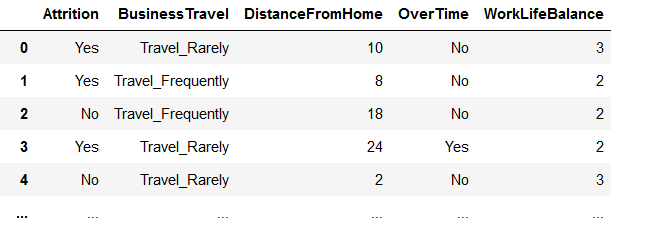 Attrition BusinessTravel DistanceFromHome OverTime WorkLifeBalance
0 Yes Travel_Rarely 10 No 3
1 Yes Travel_Frequently 8 No 2
2 No Travel_Frequently 18 No 2
3 Yes Travel_Rarely 24 Yes 2
4 No Travel_Rarely 2 No 3
... ... ... ... ... ...